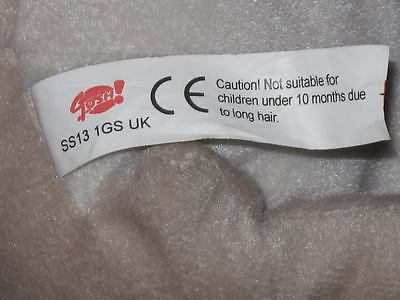 GOSH!
SS13 1GS UK
CE
Caution! Not suitable for
children under 10 months due
to long hair.